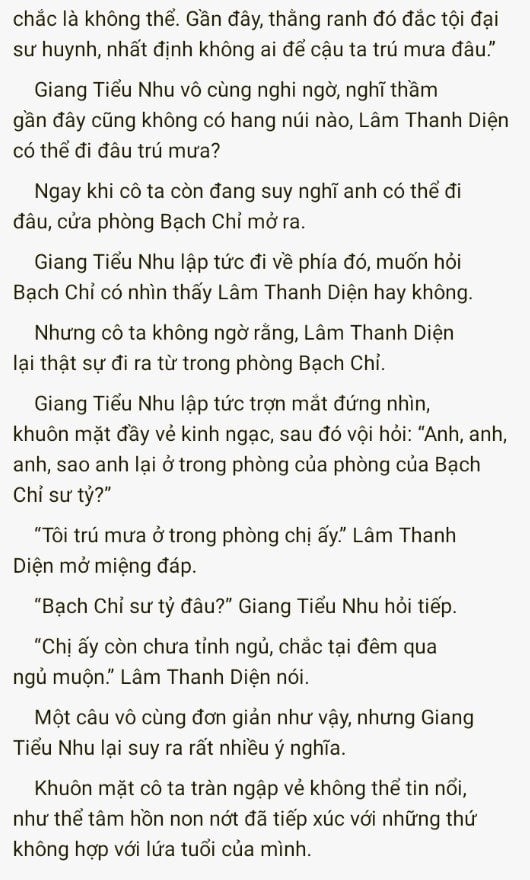 chắc là không thể. Gần đây, thằng ranh đó đắc tội đại
sư huynh, nhất định không ai để cậu ta trú mưa đâu."
Giang Tiểu Nhu vô cùng nghi ngờ, nghĩ thầm
gần đây cũng không có hang núi nào, Lâm Thanh Diện
có thể đi đâu trú mưa?
Ngay khi cô ta còn đang suy nghĩ anh có thể đi
đâu, cửa phòng Bạch Chỉ mở ra.
Giang Tiểu Nhu lập tức đi về phía đó, muốn hỏi
Bạch Chỉ có nhìn thấy Lâm Thanh Diện hay không.
Nhưng cô ta không ngờ rằng, Lâm Thanh Diện
lại thật sự đi ra từ trong phòng Bạch Chỉ.
Giang Tiểu Nhu lập tức trợn mắt đứng nhìn,
khuôn mặt đầy vẻ kinh ngạc, sau đó vội hỏi: "Anh, anh,
anh, sao anh lại ở trong phòng của phòng của Bạch
Chỉ sư tỷ?"
"Tôi trú mưa ở trong phòng chị ấy." Lâm Thanh
Diện mở miệng đáp.
"Bạch Chỉ sư tỷ đâu?" Giang Tiểu Nhu hỏi tiếp.
"Chị ấy còn chưa tỉnh ngủ, chắc tại đêm qua
ngủ muộn." Lâm Thanh Diện nói.
Một câu vô cùng đơn giản như vậy, nhưng Giang
Tiểu Nhu lại suy ra rất nhiều ý nghĩa.
Khuôn mặt cô ta tràn ngập vẻ không thể tin nổi,
như thể tâm hồn non nớt đã tiếp xúc với những thứ
không hợp với lứa tuổi của mình.